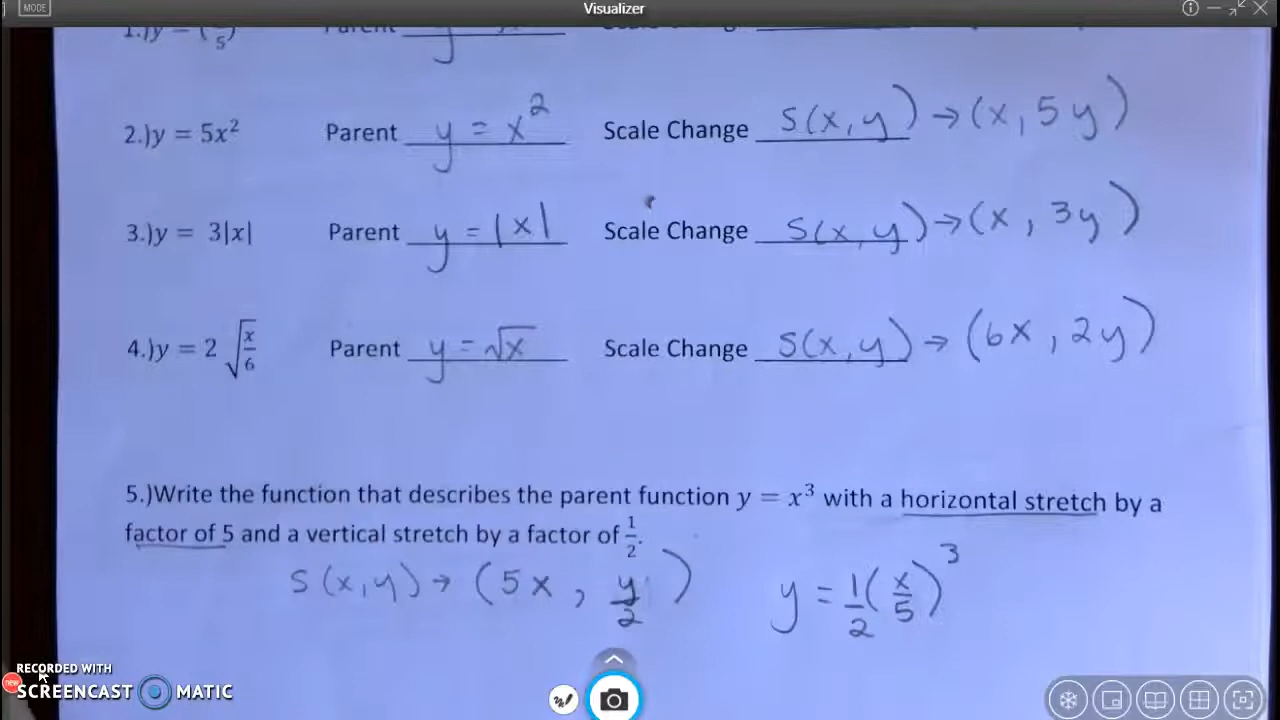 MODE
Visualizer
2.)y = 5x² Parent y = x² Scale Change S(x,y) → (x, 5y)
3.)y = 3|x| Parent y = |x| Scale Change S(x,y) → (x, 3y)
4.)y = 2 √(x/6) Parent y = √x Scale Change S(x,y) → (6x, 2y)
5.)Write the function that describes the parent function y = x³ with a horizontal stretch by a
factor of 5 and a vertical stretch by a factor of 1/2.
S(x,y) → (5x, y/2) y = 1/2(x/5)³
RECORDED WITH
SCREENCAST MATIC
new